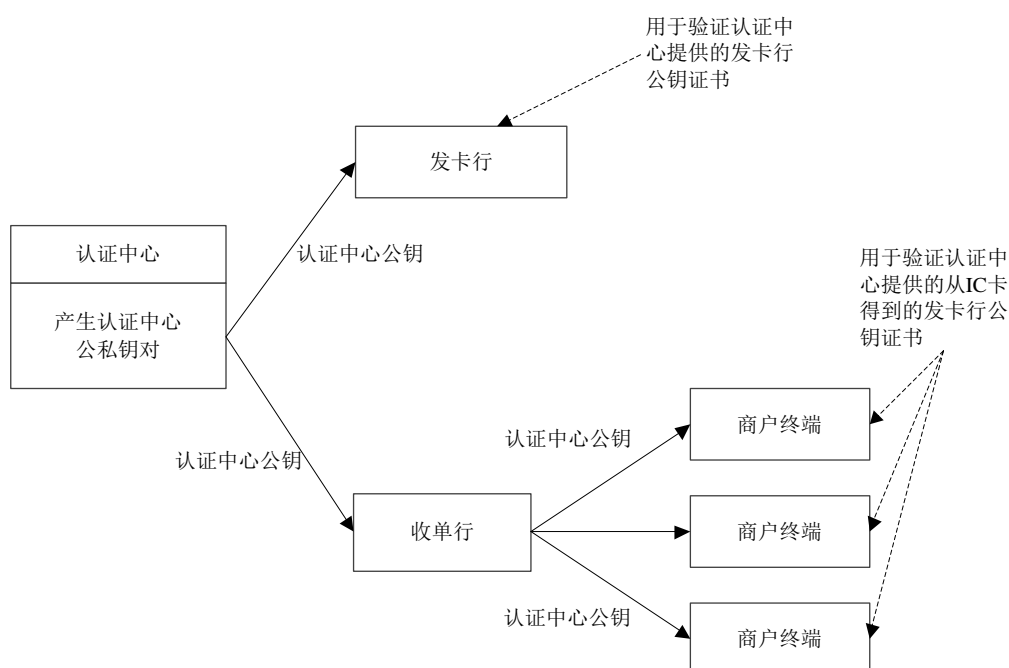 用于验证认证中
心提供的发卡行
公钥证书
发卡行
认证中心
认证中心公钥
产生认证中心
公私钥对
用于验证认证中
心提供的从IC卡
得到的发卡行公
钥证书
商户终端
认证中心公钥
认证中心公钥
收单行
商户终端
认证中心公钥
商户终端